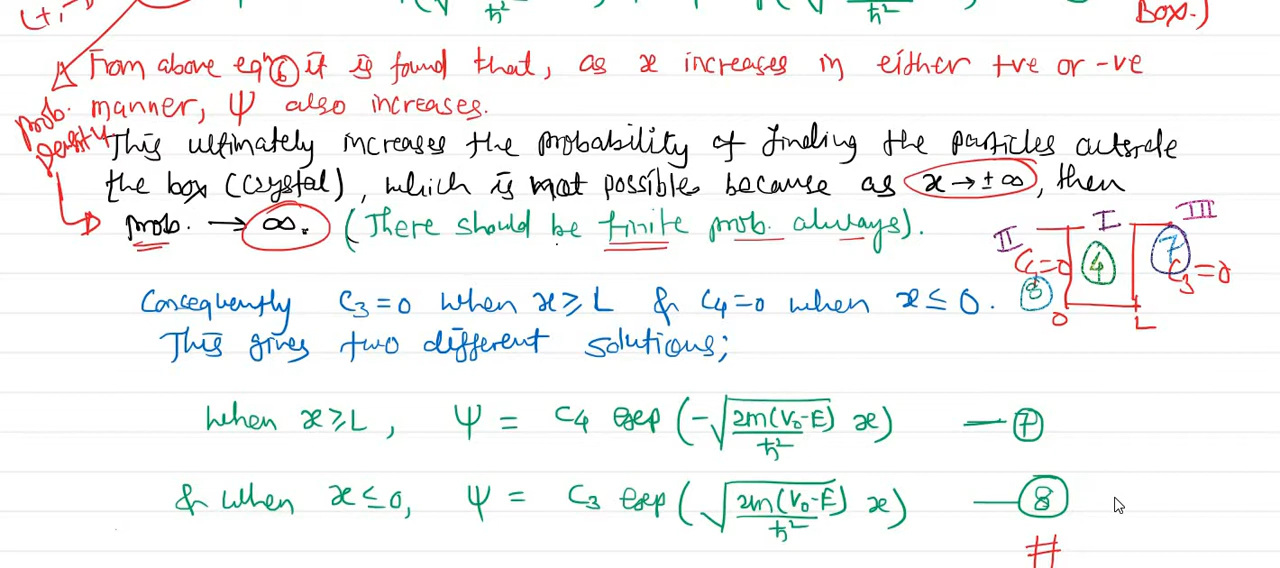 (+,-)
ħ²
ħ²
Box.)
From above eqⁿ ⑥ it is found that, as x increases in either +ve or -ve
manner, Ψ also increases.
prob. density
This ultimately increases the probability of finding the particles outside
the box (crystal), which is not possible because as x → ± ∞, then
prob. → ∞. (There should be finite prob. always).
II I III
C₄=0 4 7 C₃=0
8
0 L
Consequently C₃=0 when x ≥ L & C₄=0 when x ≤ 0.
This gives two different solutions;
when x ≥ L, Ψ = C₄ exp (-√(2m(V₀-E)/ħ²) x) — ⑦
& when x ≤ 0, Ψ = C₃ exp (√(2m(V₀-E)/ħ²) x) — ⑧
#